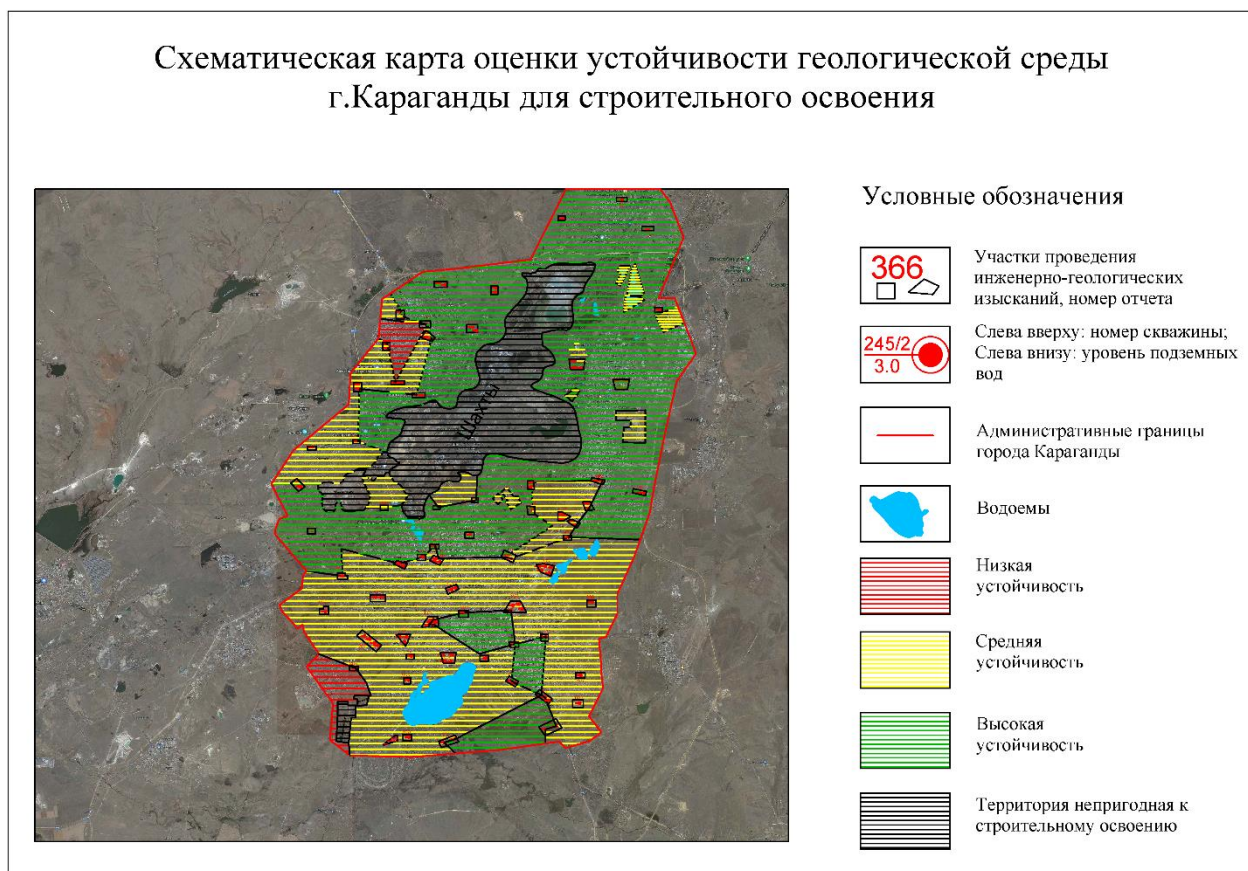 Схематическая карта оценки устойчивости геологической среды
г.Караганды для строительного освоения
Условные обозначения
366
Участки проведения
инженерно-геологических
изысканий, номер отчета
245/2
3.0
Слева вверху: номер скважины;
Слева внизу: уровень подземных
вод
Административные границы
города Караганды
Водоемы
Низкая
устойчивость
Средняя
устойчивость
Высокая
устойчивость
Территория непригодная к
строительному освоению
Шахты